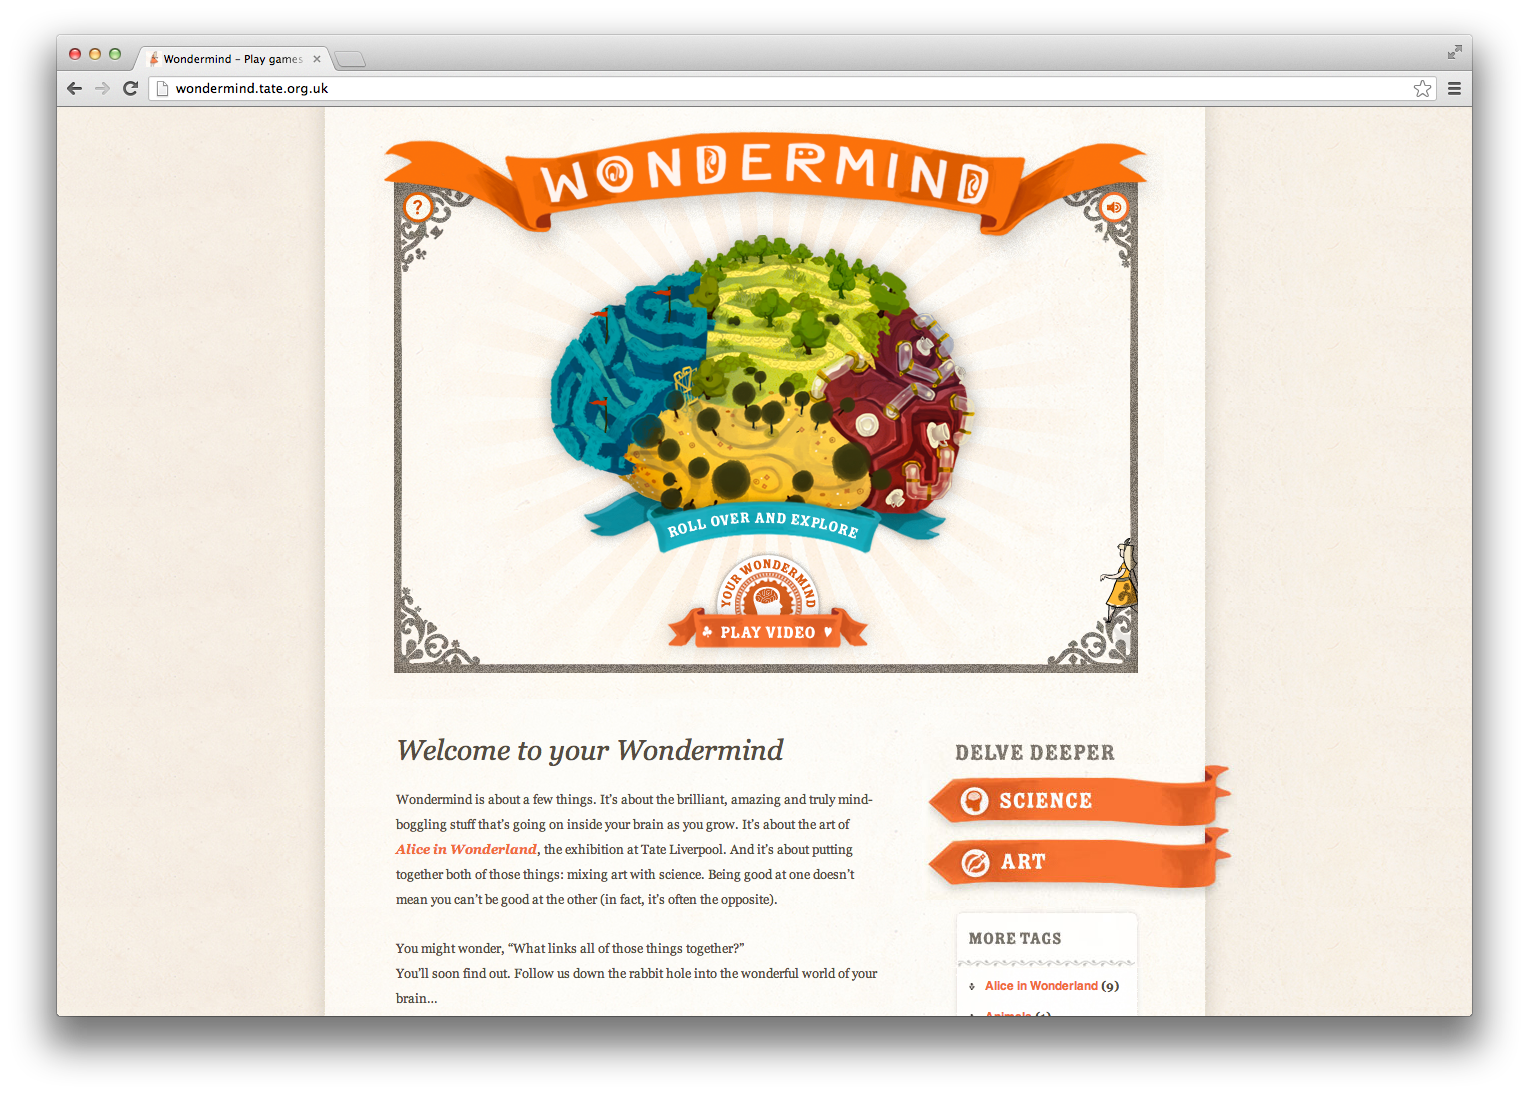 Wondermind – Play games
wondermind.tate.org.uk
WONDERMIND
?
ROLL OVER AND EXPLORE
YOUR WONDERMIND
PLAY VIDEO
Welcome to your Wondermind
Wondermind is about a few things. It's about the brilliant, amazing and truly mind-
boggling stuff that's going on inside your brain as you grow. It's about the art of
Alice in Wonderland, the exhibition at Tate Liverpool. And it's about putting
together both of those things: mixing art with science. Being good at one doesn't
mean you can't be good at the other (in fact, it's often the opposite).
You might wonder, “What links all of those things together?”
You'll soon find out. Follow us down the rabbit hole into the wonderful world of your
brain...
DELVE DEEPER
SCIENCE
ART
MORE TAGS
Alice in Wonderland (9)